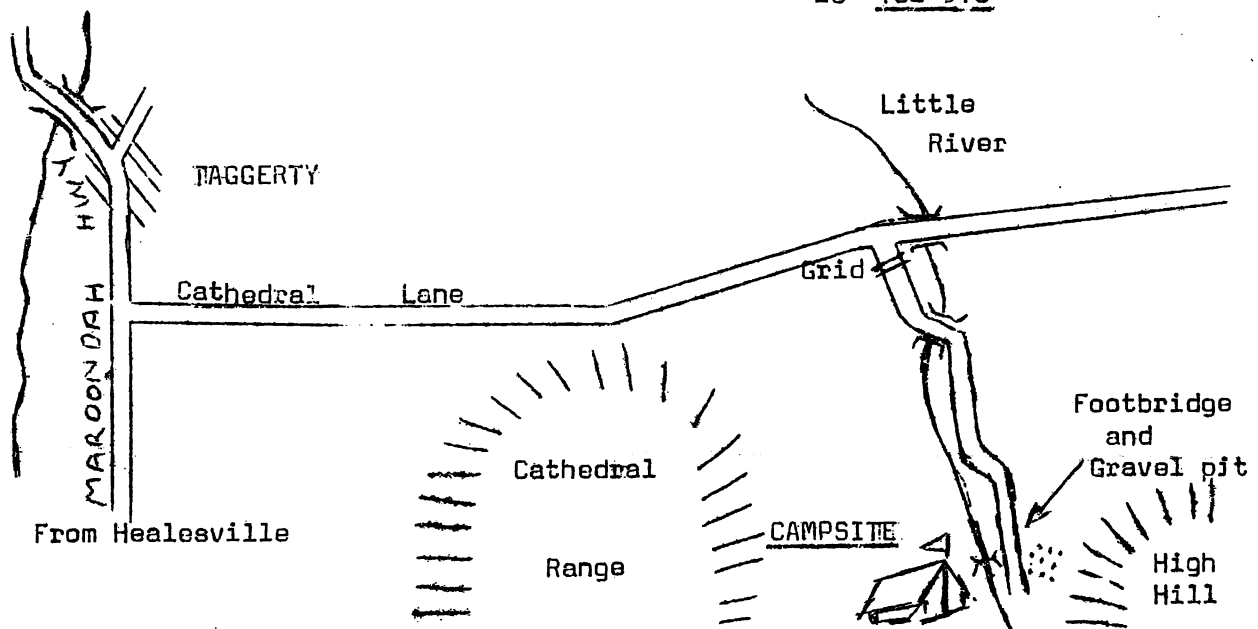 Little
River
TAGGERTY
MAROONDAH HWY
Grid
Cathedral Lane
Footbridge
and
Gravel pit
Cathedral
Range
CAMPSITE
High
Hill
From Healesville